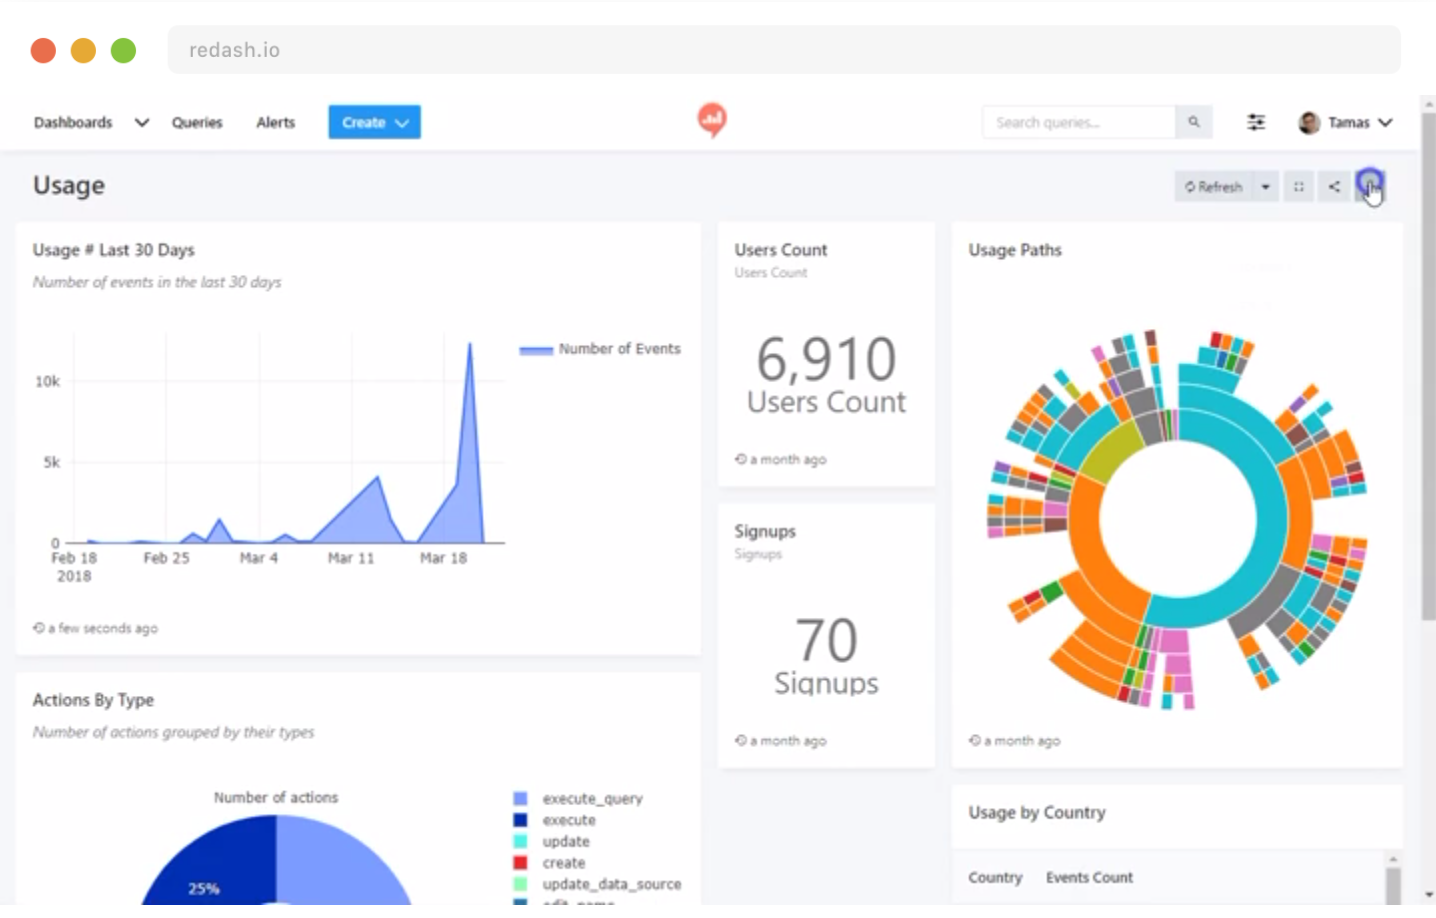 redash.io
Dashboards Queries Alerts Create Search queries... Tamas
Usage
Refresh
Usage # Last 30 Days
Number of events in the last 30 days
Number of Events
10k
5k
0
Feb 18 Feb 25 Mar 4 Mar 11 Mar 18
2018
a few seconds ago
Users Count
Users Count
6,910
Users Count
a month ago
Signups
Signups
70
Signups
a month ago
Usage Paths
a month ago
Actions By Type
Number of actions grouped by their types
Number of actions
25%
execute_query
execute
update
create
update_data_source
edit_name
Usage by Country
Country Events Count